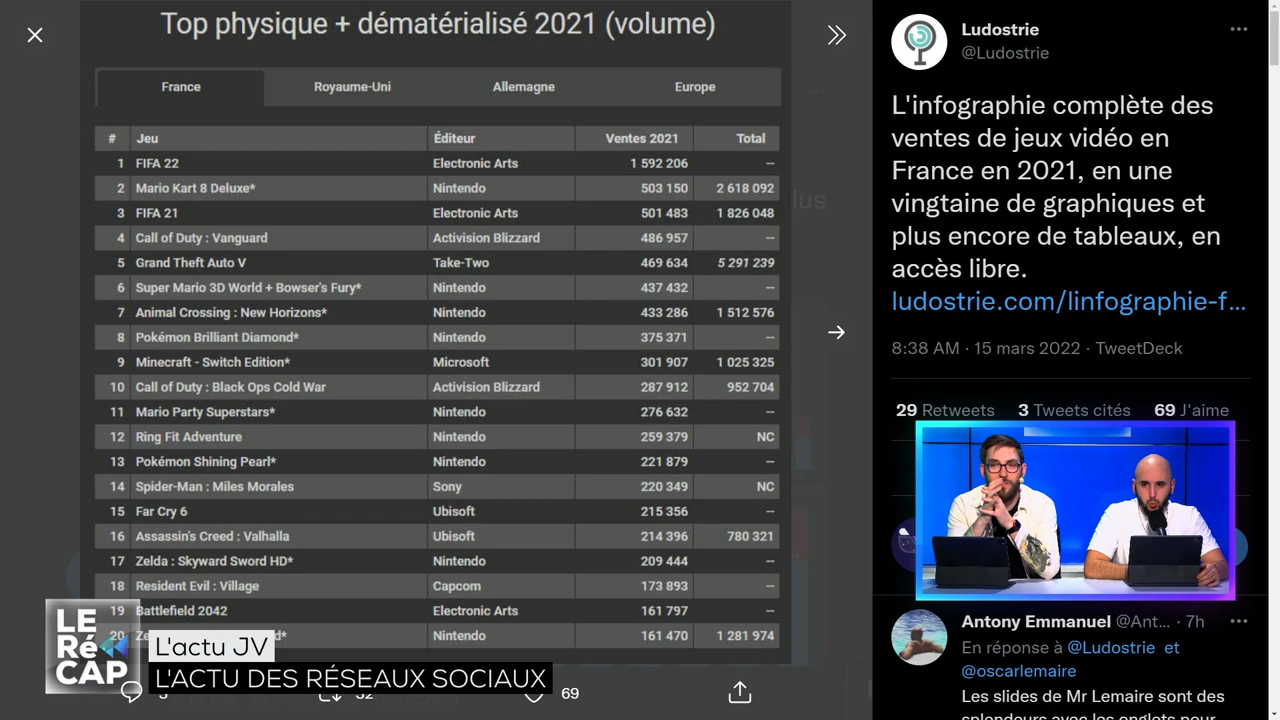 Top physique + dématérialisé 2021 (volume)
France Royaume-Uni Allemagne Europe
# Jeu Éditeur Ventes 2021 Total
1 FIFA 22 Electronic Arts 1 592 206 --
2 Mario Kart 8 Deluxe* Nintendo 503 150 2 618 092
3 FIFA 21 Electronic Arts 501 483 1 826 048
4 Call of Duty : Vanguard Activision Blizzard 486 957 --
5 Grand Theft Auto V Take-Two 469 634 5 291 239
6 Super Mario 3D World + Bowser's Fury* Nintendo 437 432 --
7 Animal Crossing : New Horizons* Nintendo 433 286 1 512 576
8 Pokémon Brilliant Diamond* Nintendo 375 371 --
9 Minecraft - Switch Edition* Microsoft 301 907 1 025 325
10 Call of Duty : Black Ops Cold War Activision Blizzard 287 912 952 704
11 Mario Party Superstars* Nintendo 276 632 --
12 Ring Fit Adventure Nintendo 259 379 NC
13 Pokémon Shining Pearl* Nintendo 221 879 --
14 Spider-Man : Miles Morales Sony 220 349 NC
15 Far Cry 6 Ubisoft 215 356 --
16 Assassin's Creed : Valhalla Ubisoft 214 396 780 321
17 Zelda : Skyward Sword HD* Nintendo 209 444 --
18 Resident Evil : Village Capcom 173 893 --
19 Battlefield 2042 Electronic Arts 161 797 --
20 Nintendo 161 470 1 281 974
lus
LE
Ré
CAP
L'actu JV
L'ACTU DES RÉSEAUX SOCIAUX
69
Ludostrie
@Ludostrie
L'infographie complète des
ventes de jeux vidéo en
France en 2021, en une
vingtaine de graphiques et
plus encore de tableaux, en
accès libre.
ludostrie.com/linfographie-f...
8:38 AM · 15 mars 2022 · TweetDeck
29 Retweets 3 Tweets cités 69 J'aime
Antony Emmanuel @Ant... · 7h
En réponse à @Ludostrie et
@oscarlemaire
Les slides de Mr Lemaire sont des